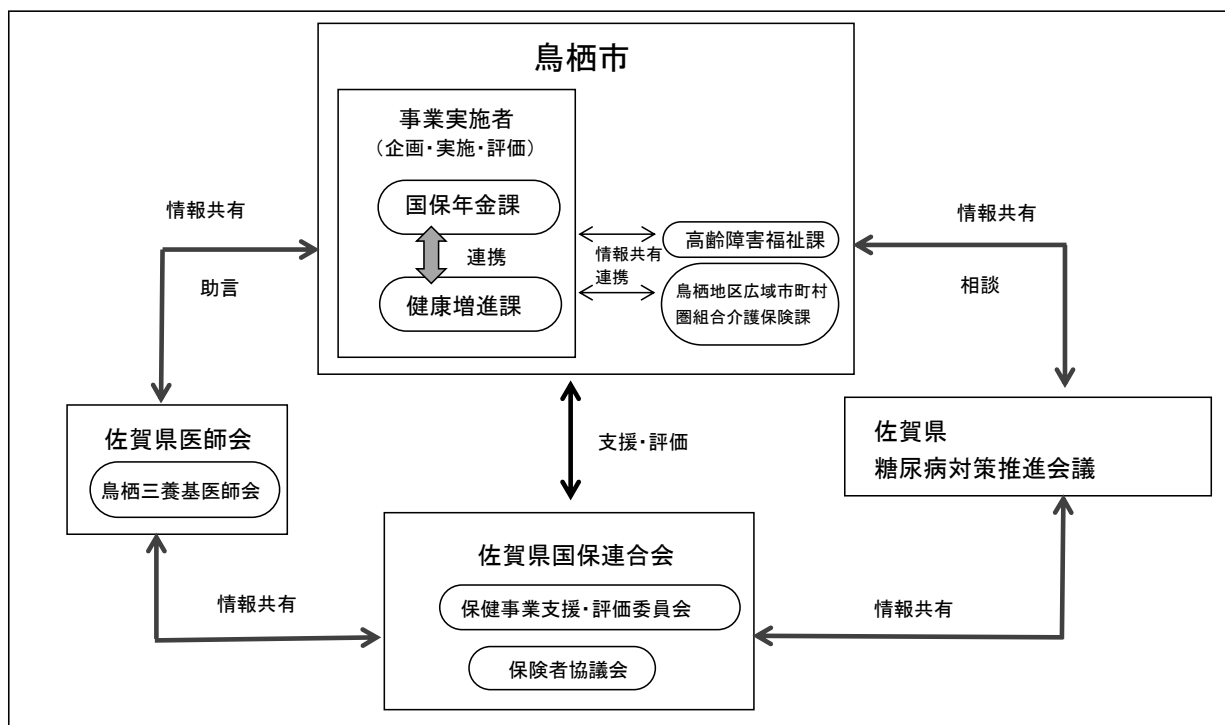 鳥栖市
事業実施者
（企画・実施・評価）
国保年金課
連携
健康増進課
情報共有
連携
高齢障害福祉課
鳥栖地区広域市町村
圏組合介護保険課
情報共有
助言
情報共有
相談
佐賀県医師会
鳥栖三養基医師会
支援・評価
佐賀県
糖尿病対策推進会議
情報共有
佐賀県国保連合会
保健事業支援・評価委員会
保険者協議会
情報共有